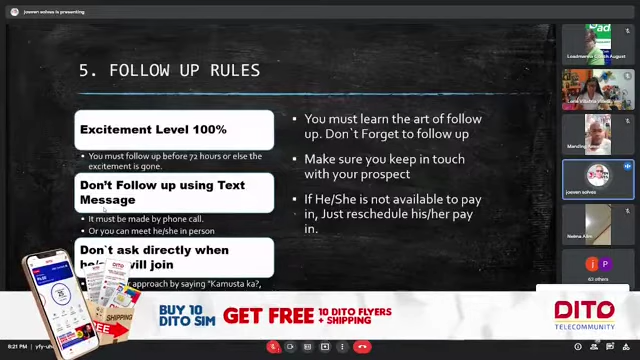 joeven solves is presenting
5. FOLLOW UP RULES
Excitement Level 100%
You must follow up before 72 hours or else the
excitement is gone.
Don't Follow up using Text
Message
It must be made by phone call.
Or you can meet he/she in person
Don`t ask directly when
will join
approach by saying "Kamusta ka?,
You must learn the art of follow
up. Don`t Forget to follow up
Make sure you keep in touch
with your prospect
If He/She is not available to pay
in, Just reschedule his/her pay
in.
joeven solves
63 others
BUY 10
DITO SIM
GET FREE
10 DITO FLYERS
+ SHIPPING
DITO
TELECOMMUNITY
SHIPPING
FREE